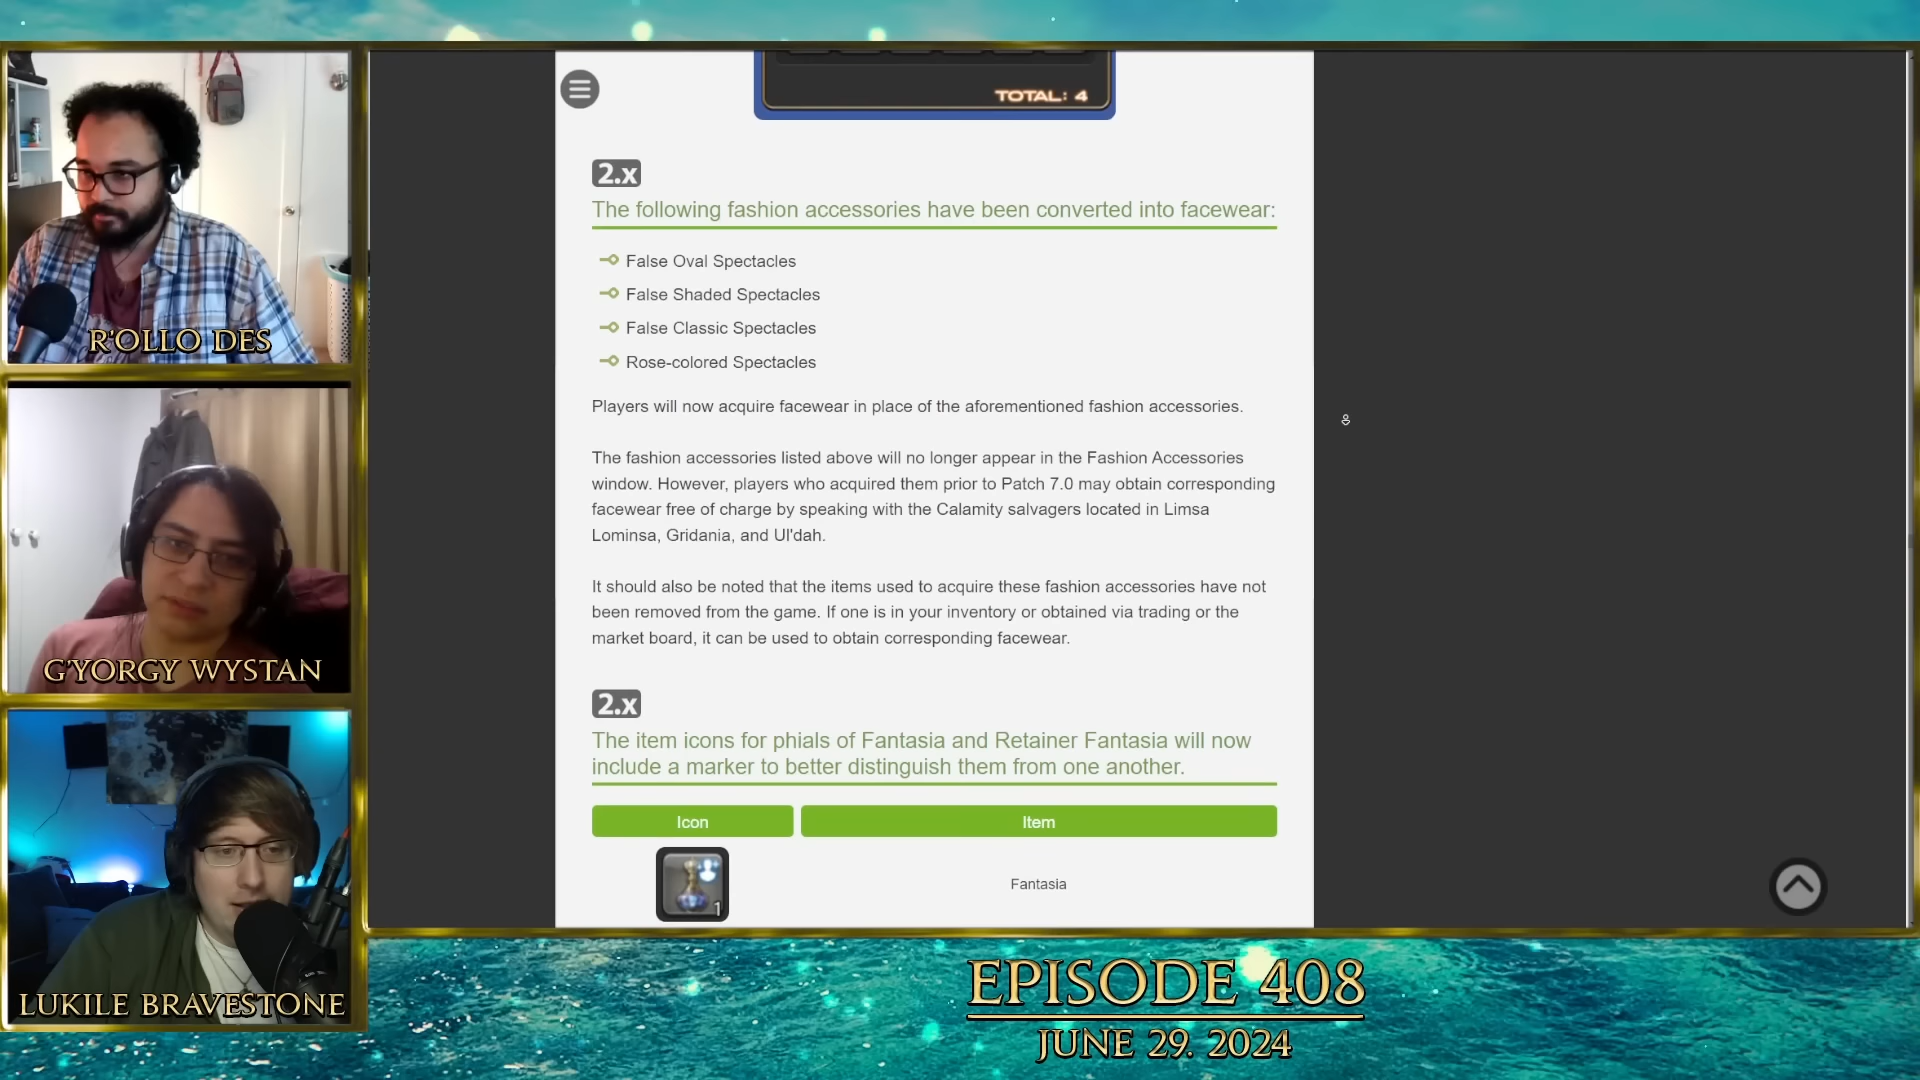 TOTAL: 4
2.x
The following fashion accessories have been converted into facewear:
False Oval Spectacles
False Shaded Spectacles
False Classic Spectacles
Rose-colored Spectacles
Players will now acquire facewear in place of the aforementioned fashion accessories.
The fashion accessories listed above will no longer appear in the Fashion Accessories
window. However, players who acquired them prior to Patch 7.0 may obtain corresponding
facewear free of charge by speaking with the Calamity salvagers located in Limsa
Lominsa, Gridania, and Ul'dah.
It should also be noted that the items used to acquire these fashion accessories have not
been removed from the game. If one is in your inventory or obtained via trading or the
market board, it can be used to obtain corresponding facewear.
2.x
The item icons for phials of Fantasia and Retainer Fantasia will now
include a marker to better distinguish them from one another.
Icon Item
1 Fantasia
R'OLLO DES
G'YORGY WYSTAN
LUKILE BRAVESTONE
EPISODE 408
JUNE 29. 2024